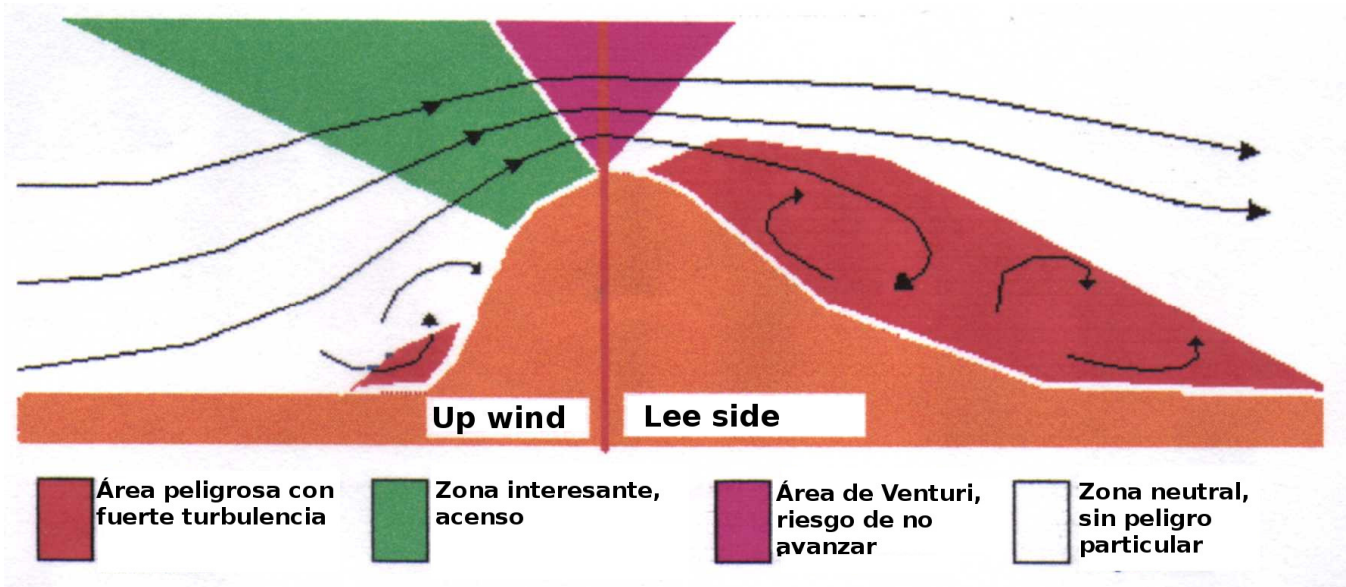 Up wind
Lee side
Área peligrosa con
fuerte turbulencia
Zona interesante,
acenso
Área de Venturi,
riesgo de no
avanzar
Zona neutral,
sin peligro
particular